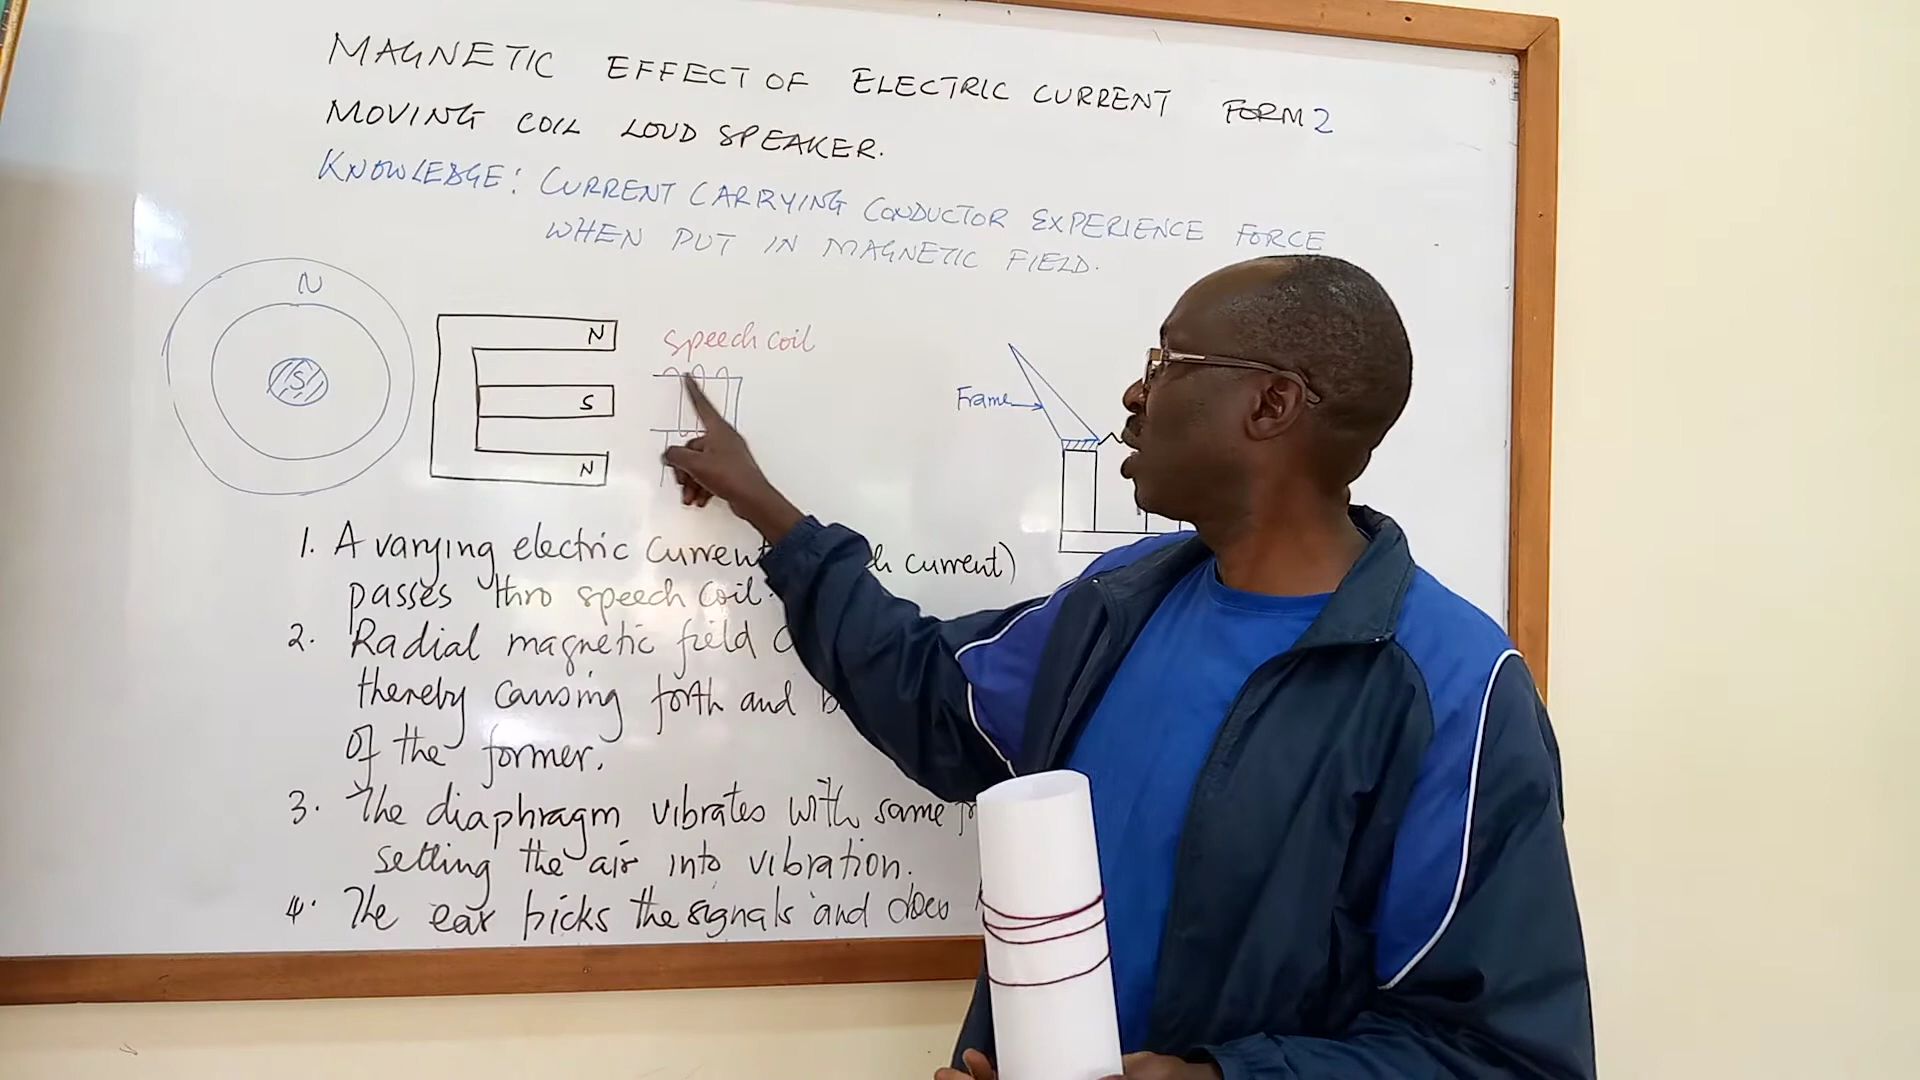 MAGNETIC EFFECT OF ELECTRIC CURRENT FORM 2
MOVING COIL LOUD SPEAKER.
KNOWLEDGE: CURRENT CARRYING CONDUCTOR EXPERIENCE FORCE
WHEN PUT IN MAGNETIC FIELD.
N
S
N
S
N
speech coil
Frame
1. A varying electric current current)
passes thro speech coil.
2. Radial magnetic field
thereby causing forth and
of the former.
3. The diaphragm vibrates with same
setting the air into vibration.
4. The ear picks the signals and does